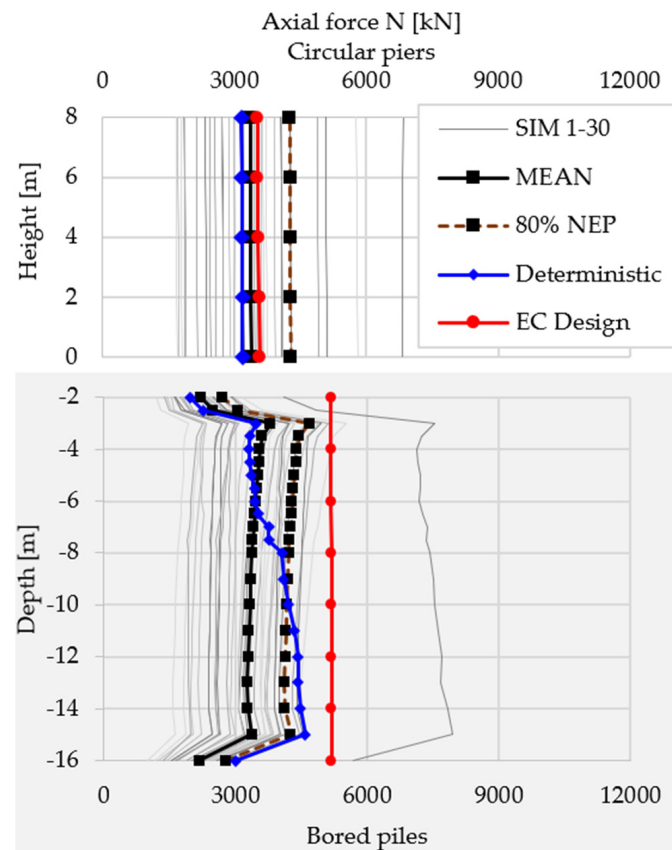 Axial force N [kN]
Circular piers
0 3000 6000 9000 12000
8
6
4
2
0
Height [m]
SIM 1-30
MEAN
80% NEP
Deterministic
EC Design
-2
-4
-6
-8
-10
-12
-14
-16
Depth [m]
0 3000 6000 9000 12000
Bored piles